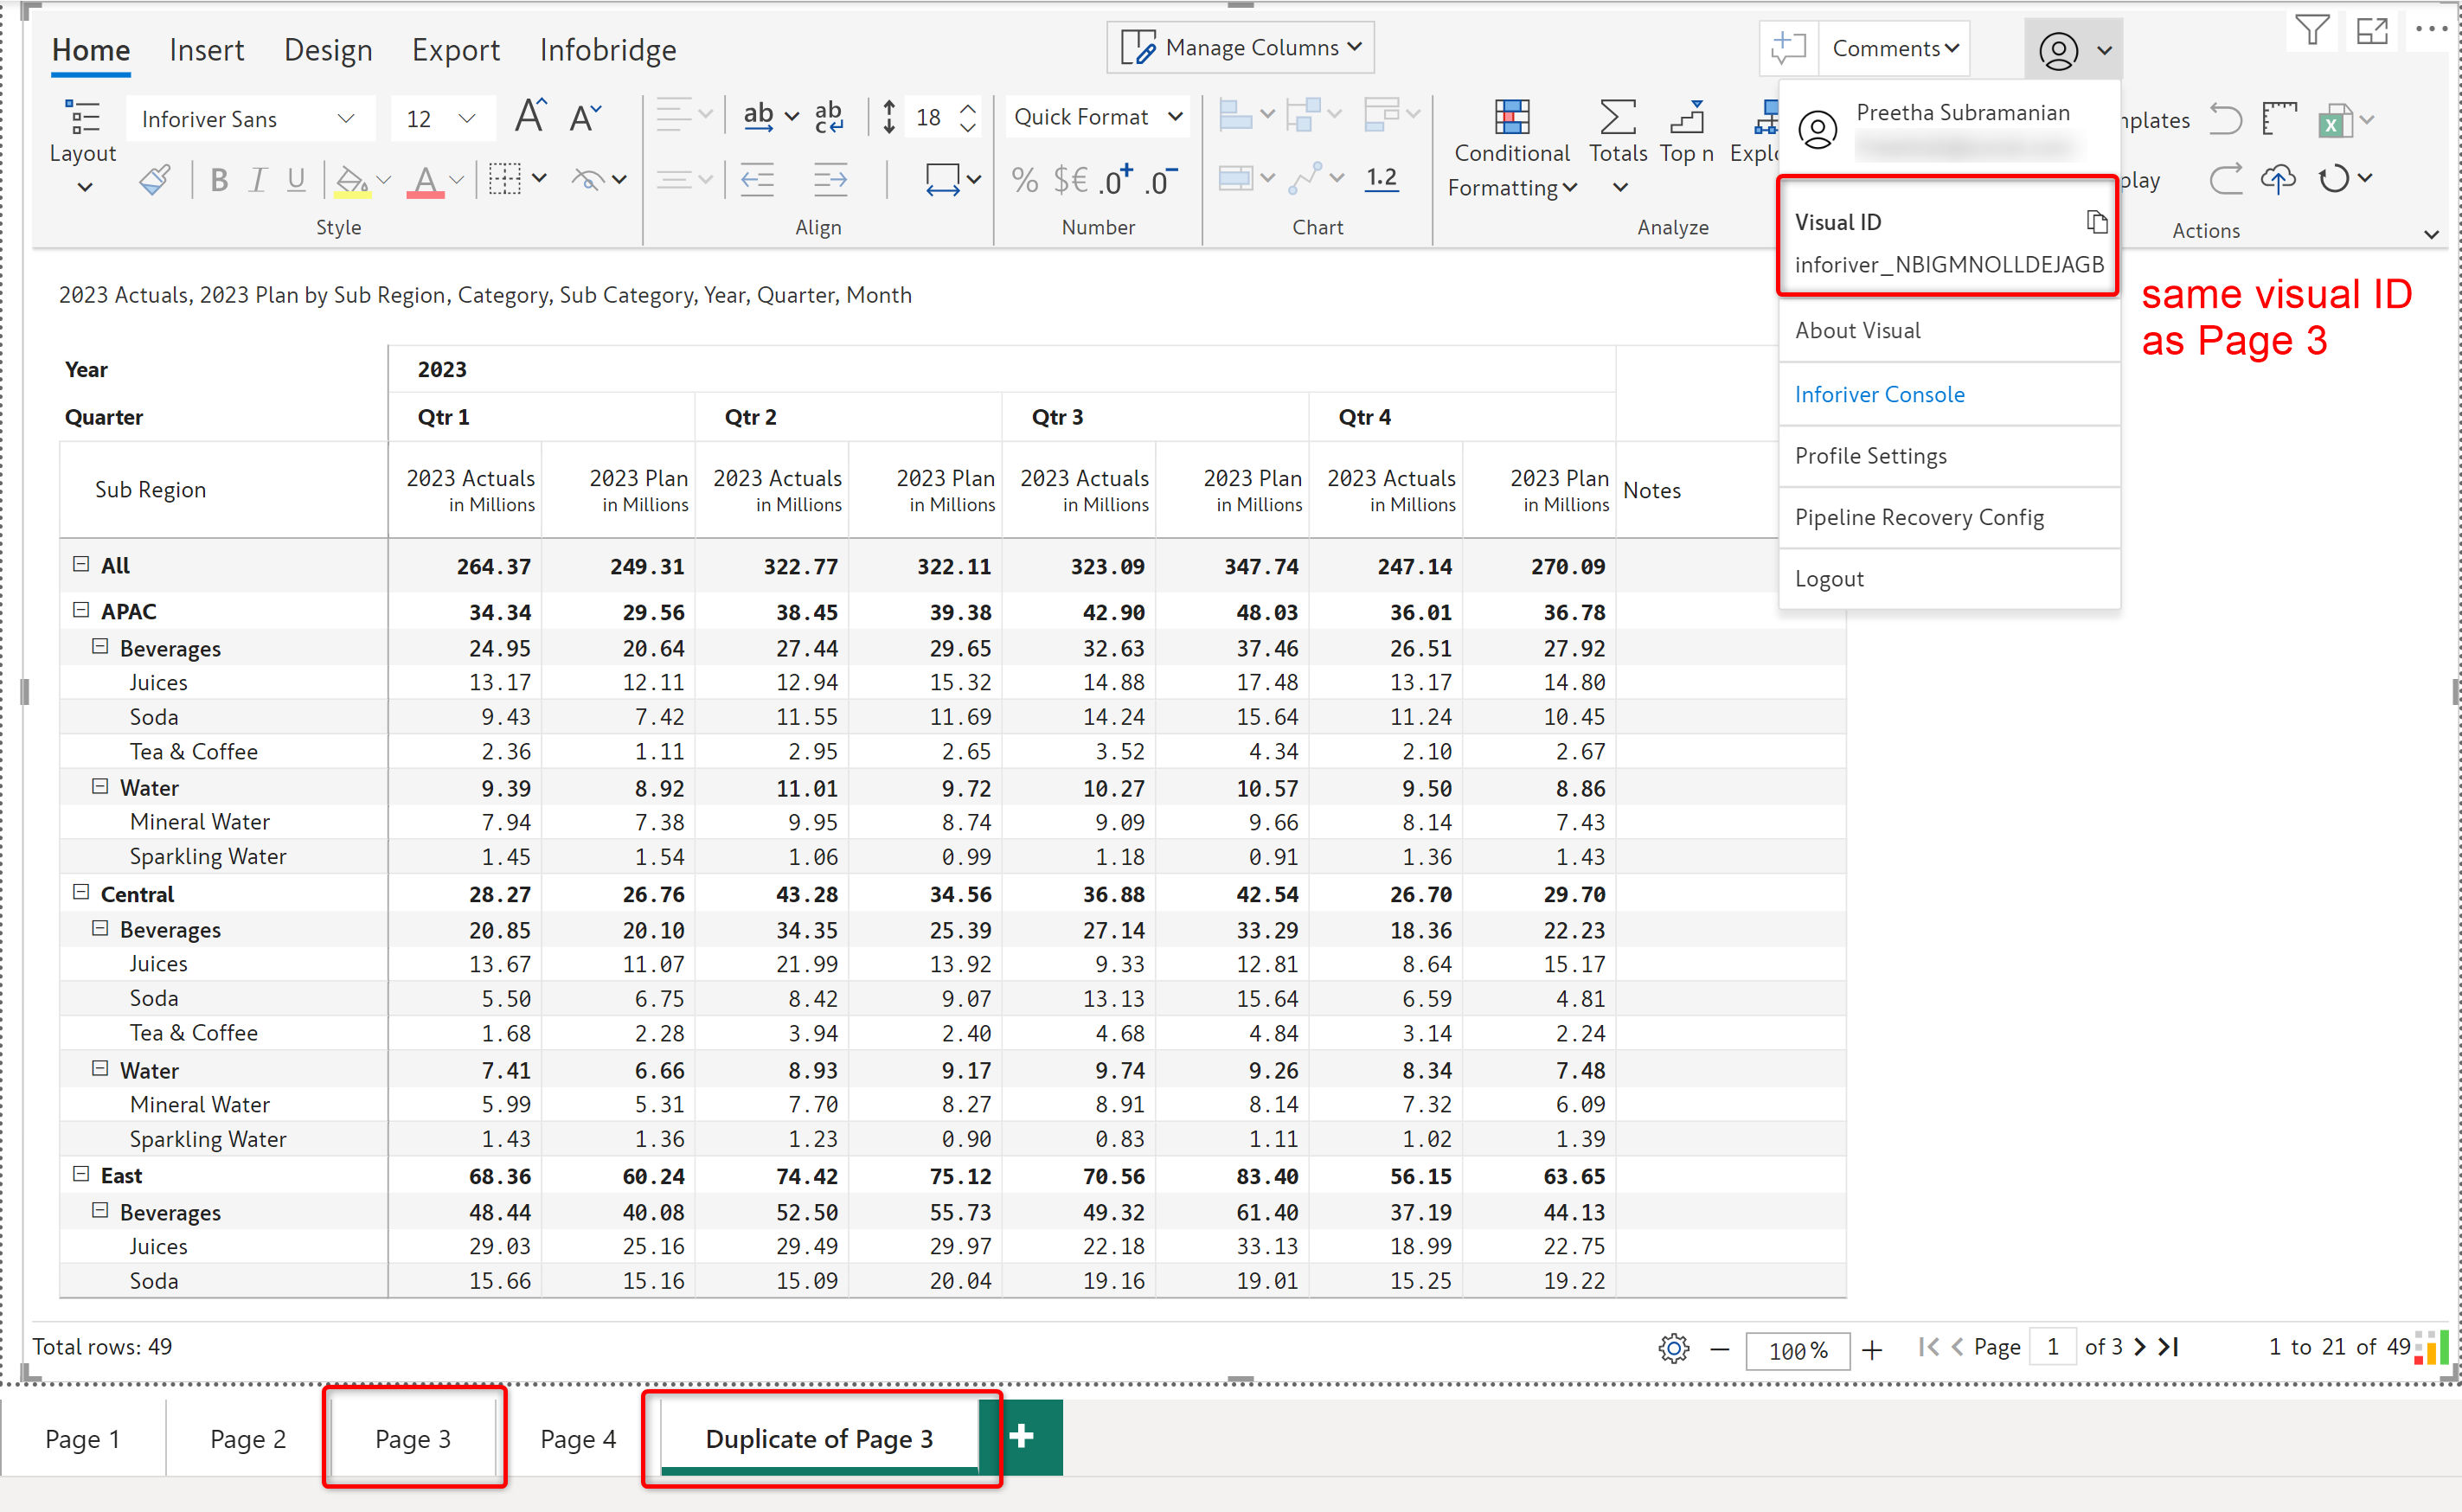 Home Insert Design Export Infobridge
Manage Columns
Comments
Layout
Inforiver Sans
12
ab
ab
c
18
Quick Format
B I U
A
% $€ .0+ .0-
1.2
Conditional
Formatting
Totals
Top n
Style
Align
Number
Chart
Analyze
Actions
Preetha Subramanian
Visual ID
inforiver_NBIGMNOLLDEJAGB
About Visual
Inforiver Console
Profile Settings
Pipeline Recovery Config
Logout
same visual ID
as Page 3
2023 Actuals, 2023 Plan by Sub Region, Category, Sub Category, Year, Quarter, Month
Year 2023
Quarter Qtr 1 Qtr 2 Qtr 3 Qtr 4
Sub Region 2023 Actuals 2023 Plan 2023 Actuals 2023 Plan 2023 Actuals 2023 Plan 2023 Actuals 2023 Plan Notes
in Millions in Millions in Millions in Millions in Millions in Millions in Millions in Millions
All 264.37 249.31 322.77 322.11 323.09 347.74 247.14 270.09
APAC 34.34 29.56 38.45 39.38 42.90 48.03 36.01 36.78
Beverages 24.95 20.64 27.44 29.65 32.63 37.46 26.51 27.92
Juices 13.17 12.11 12.94 15.32 14.88 17.48 13.17 14.80
Soda 9.43 7.42 11.55 11.69 14.24 15.64 11.24 10.45
Tea & Coffee 2.36 1.11 2.95 2.65 3.52 4.34 2.10 2.67
Water 9.39 8.92 11.01 9.72 10.27 10.57 9.50 8.86
Mineral Water 7.94 7.38 9.95 8.74 9.09 9.66 8.14 7.43
Sparkling Water 1.45 1.54 1.06 0.99 1.18 0.91 1.36 1.43
Central 28.27 26.76 43.28 34.56 36.88 42.54 26.70 29.70
Beverages 20.85 20.10 34.35 25.39 27.14 33.29 18.36 22.23
Juices 13.67 11.07 21.99 13.92 9.33 12.81 8.64 15.17
Soda 5.50 6.75 8.42 9.07 13.13 15.64 6.59 4.81
Tea & Coffee 1.68 2.28 3.94 2.40 4.68 4.84 3.14 2.24
Water 7.41 6.66 8.93 9.17 9.74 9.26 8.34 7.48
Mineral Water 5.99 5.31 7.70 8.27 8.91 8.14 7.32 6.09
Sparkling Water 1.43 1.36 1.23 0.90 0.83 1.11 1.02 1.39
East 68.36 60.24 74.42 75.12 70.56 83.40 56.15 63.65
Beverages 48.44 40.08 52.50 55.73 49.32 61.40 37.19 44.13
Juices 29.03 25.16 29.49 29.97 22.18 33.13 18.99 22.75
Soda 15.66 15.16 15.09 20.04 19.16 19.01 15.25 19.22
Total rows: 49
100 %
Page 1 of 3
1 to 21 of 49
Page 1
Page 2
Page 3
Page 4
Duplicate of Page 3
+